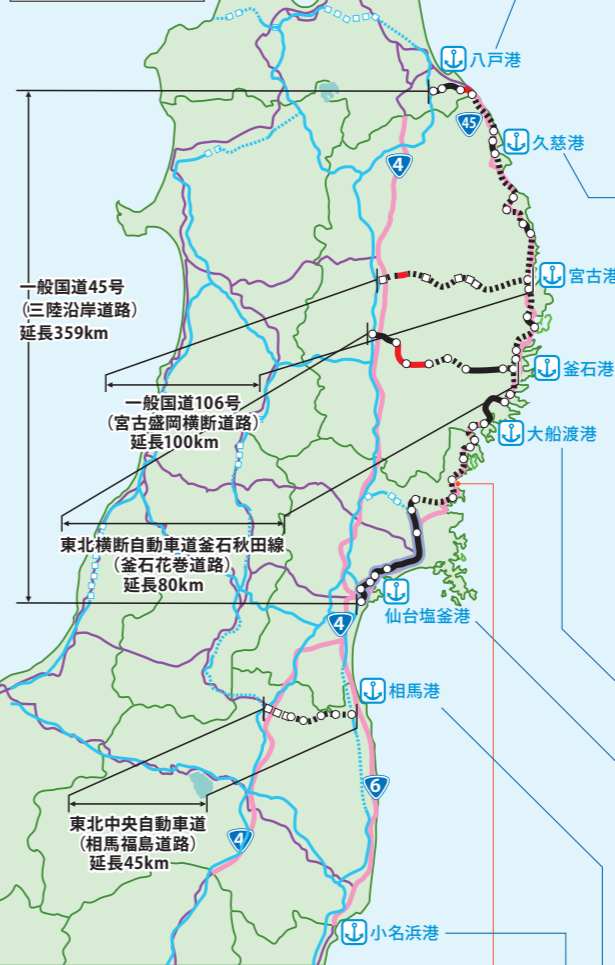 八戸港
45
4
久慈港
宮古港
一般国道45号
(三陸沿岸道路)
延長359km
釜石港
一般国道106号
(宮古盛岡横断道路)
延長100km
大船渡港
東北横断自動車道釜石秋田線
(釜石花巻道路)
延長80km
仙台塩釜港
4
相馬港
6
東北中央自動車道
(相馬福島道路)
延長45km
4
小名浜港